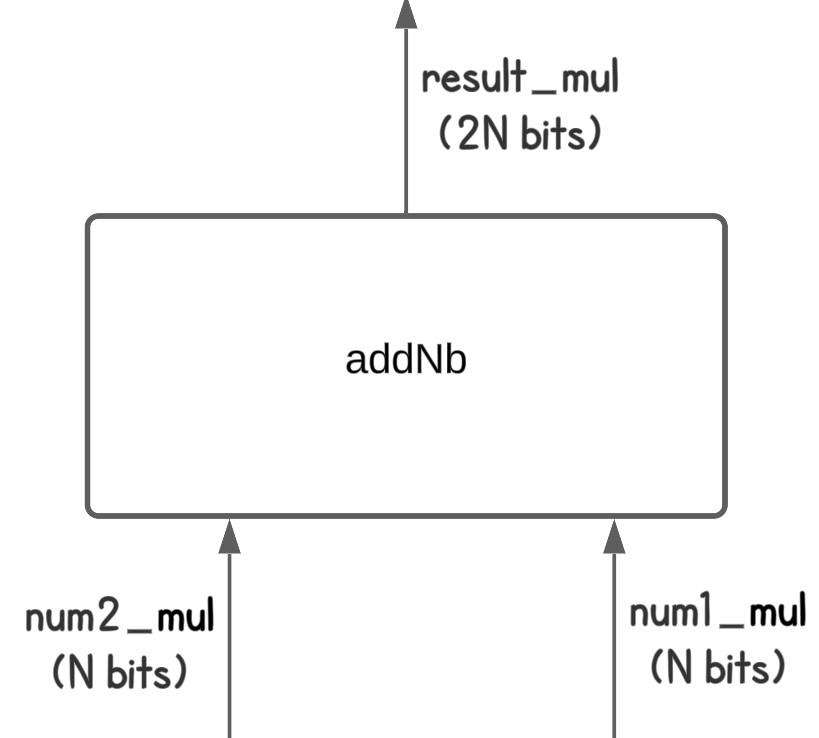 result_mul
(2N bits)
addNb
num2_mul
(N bits)
num1_mul
(N bits)